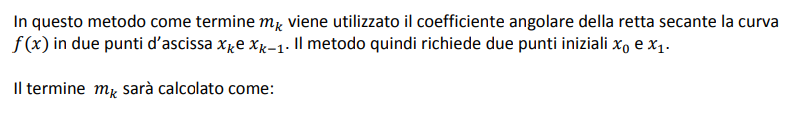 In questo metodo come termine m_k viene utilizzato il coefficiente angolare della retta secante la curva
f(x) in due punti d'ascissa x_k e x_{k−1}. Il metodo quindi richiede due punti iniziali x_0 e x_1.
Il termine m_k sarà calcolato come: